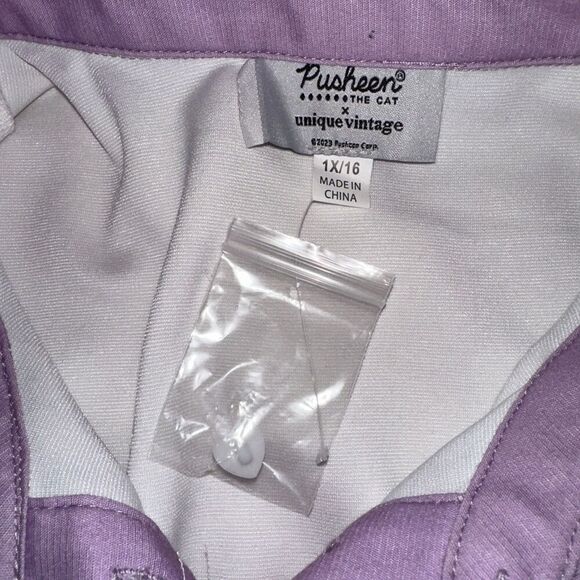 Pusheen®
THE CAT
×
unique vintage
©2023 Pusheen Corp.
1X/16
MADE IN
CHINA